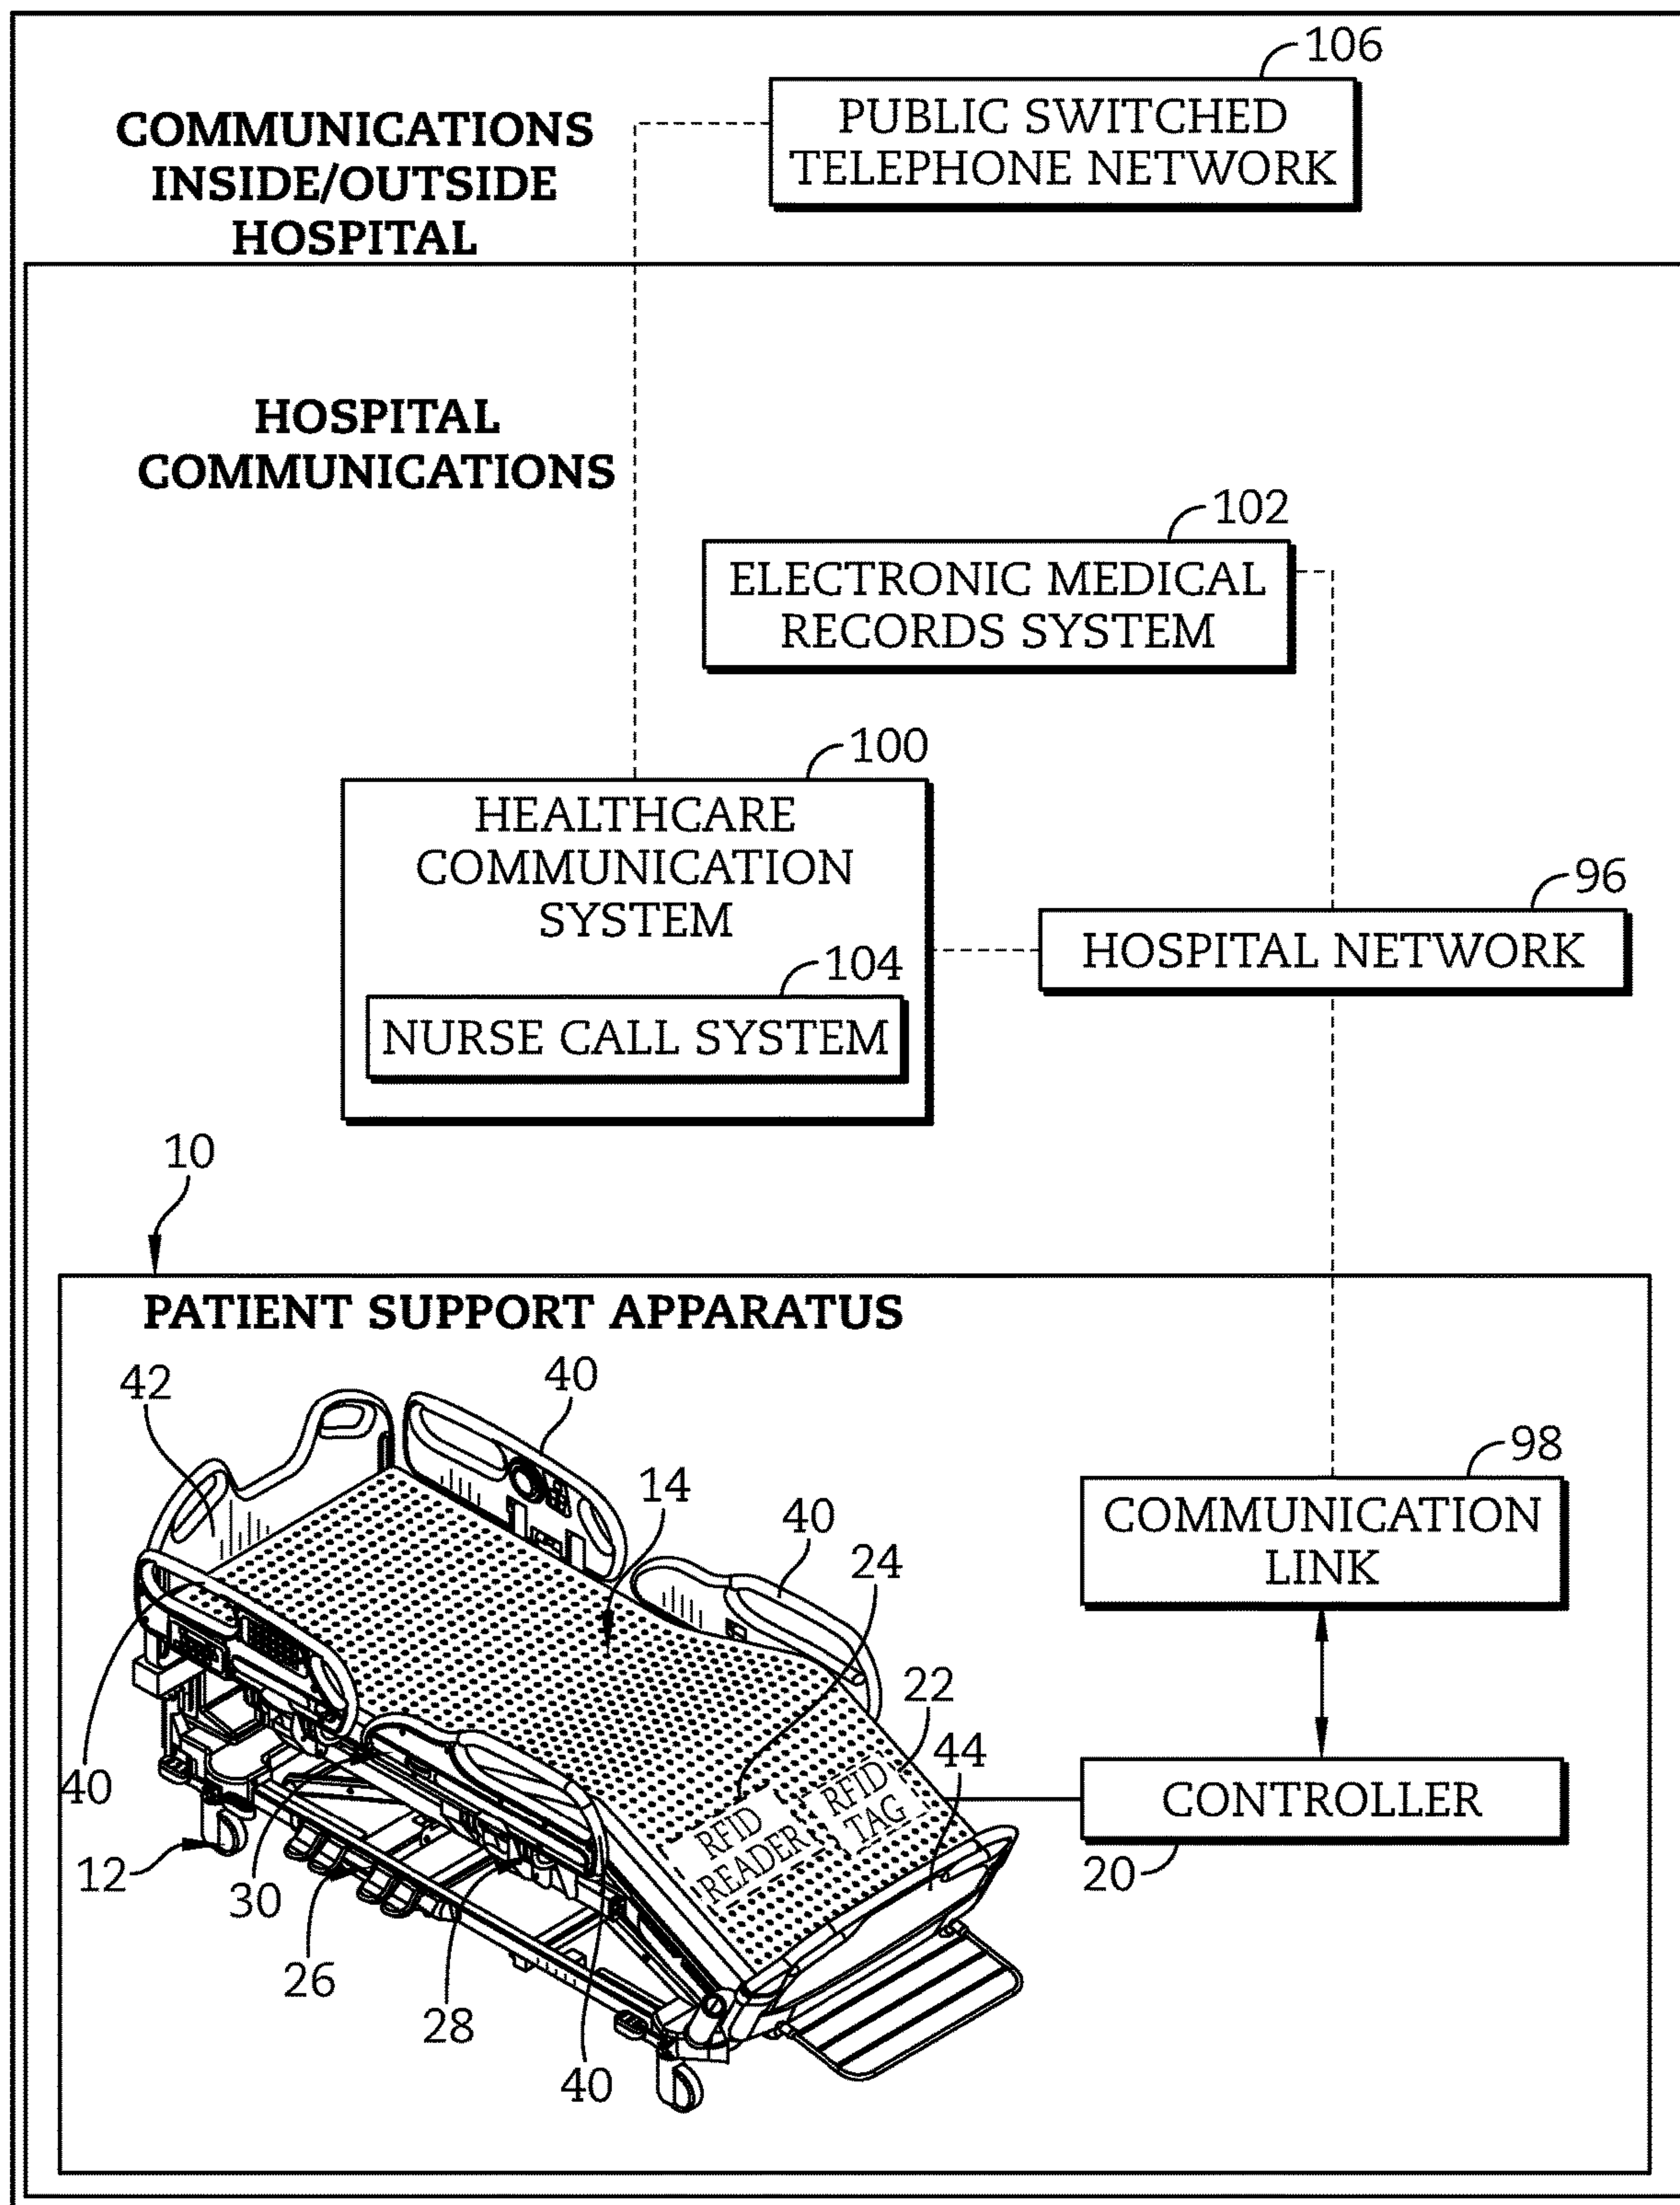 106
PUBLIC SWITCHED
TELEPHONE NETWORK
COMMUNICATIONS
INSIDE/OUTSIDE
HOSPITAL
HOSPITAL
COMMUNICATIONS
102
ELECTRONIC MEDICAL
RECORDS SYSTEM
100
HEALTHCARE
COMMUNICATION
SYSTEM
96
HOSPITAL NETWORK
104
NURSE CALL SYSTEM
10
PATIENT SUPPORT APPARATUS
42
40
14
40
24
98
COMMUNICATION
LINK
22
44
40
RFID
READER
RFID
TAG
CONTROLLER
20
12
30
26
28
40